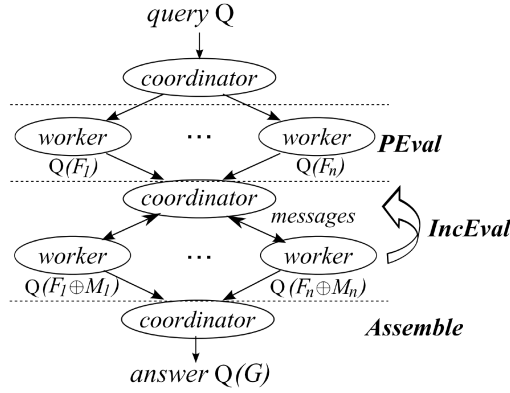 query Q
coordinator
worker ... worker
PEval
Q(F₁) Q(Fₙ)
coordinator
messages
IncEval
worker ... worker
Q(F₁⊕M₁) Q(Fₙ⊕Mₙ)
coordinator
Assemble
answer Q(G)